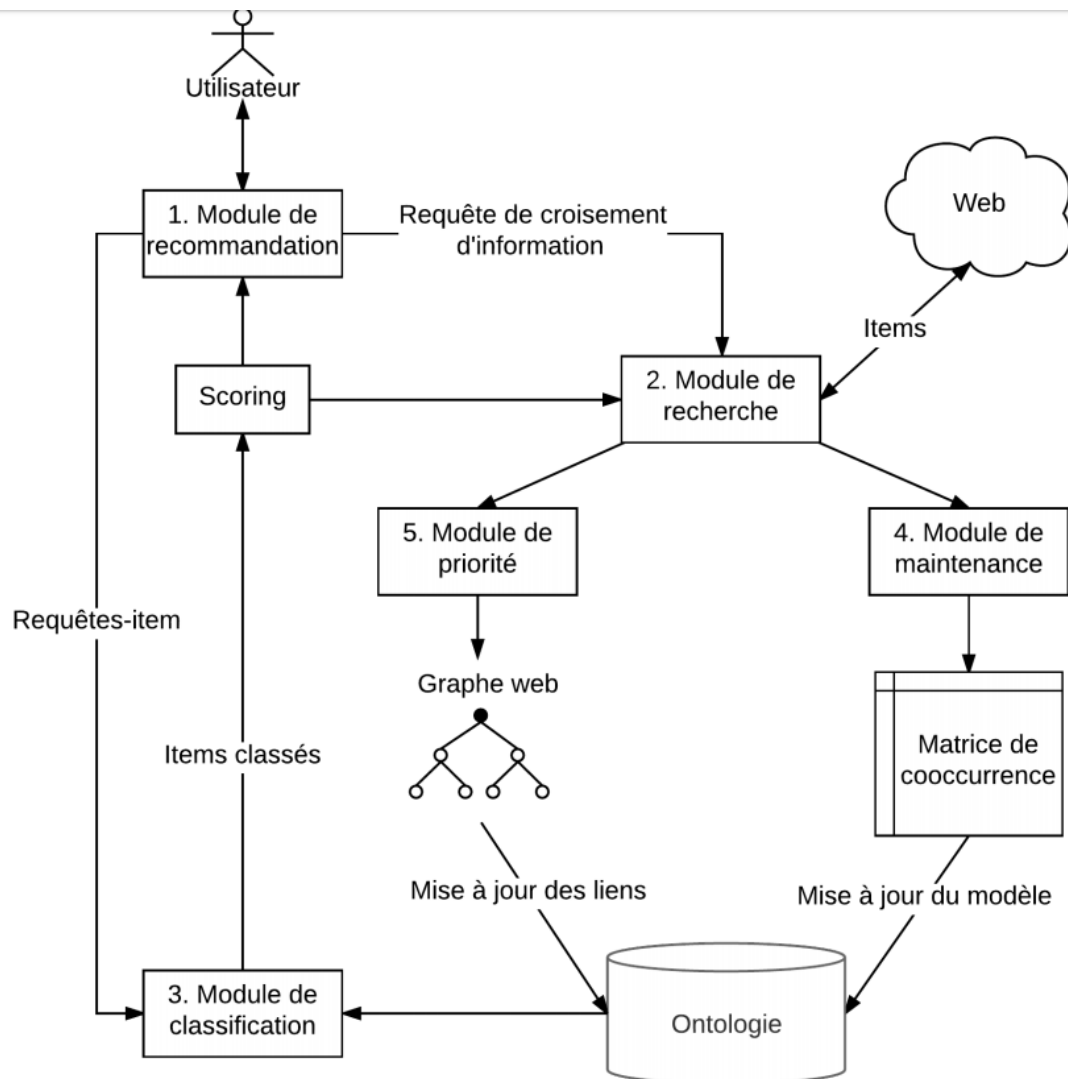 Utilisateur
1. Module de
recommandation
Requête de croisement
d'information
Web
Items
Scoring
2. Module de
recherche
5. Module de
priorité
4. Module de
maintenance
Requêtes-item
Graphe web
Items classés
Matrice de
cooccurrence
Mise à jour des liens
Mise à jour du modèle
3. Module de
classification
Ontologie